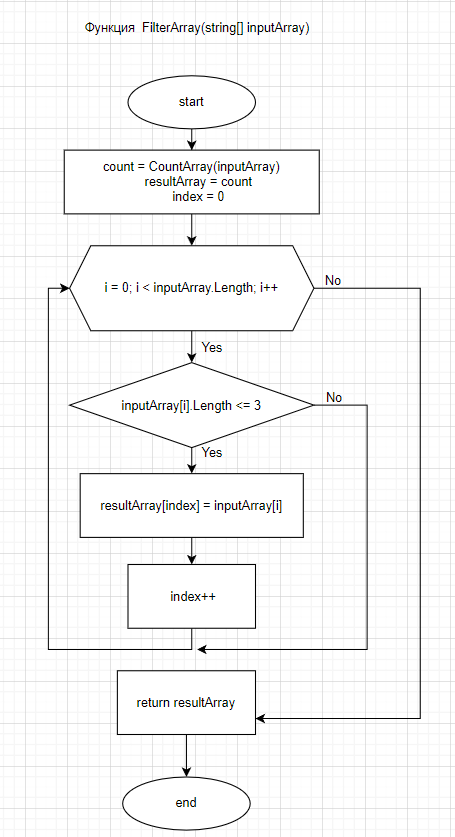 Функция FilterArray(string[] inputArray)
start
count = CountArray(inputArray)
resultArray = count
index = 0
i = 0; i < inputArray.Length; i++
No
Yes
inputArray[i].Length <= 3
No
Yes
resultArray[index] = inputArray[i]
index++
return resultArray
end